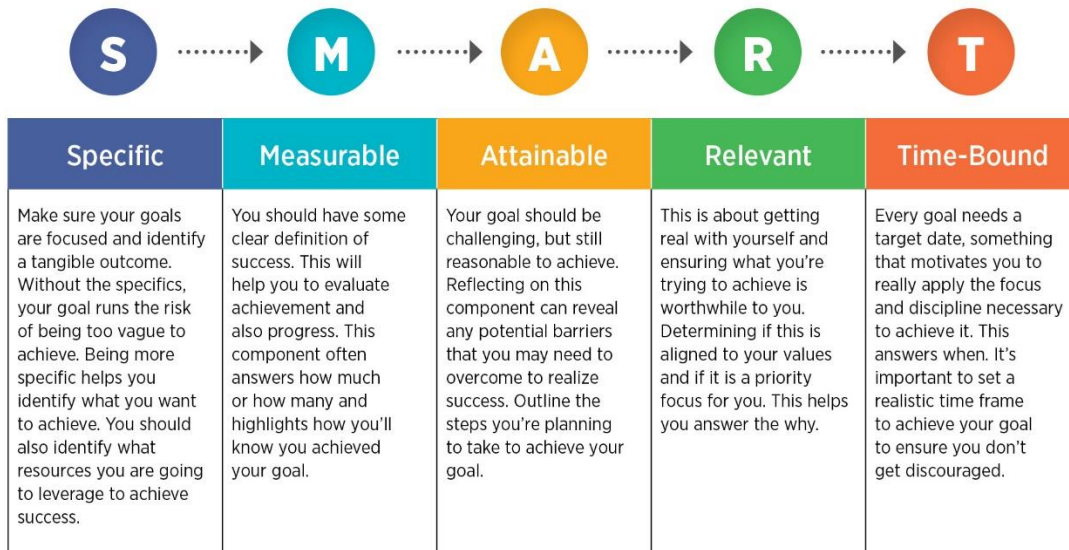 S
M
A
R
T
Specific
Measurable
Attainable
Relevant
Time-Bound
Make sure your goals
are focused and identify
a tangible outcome.
Without the specifics,
your goal runs the risk
of being too vague to
achieve. Being more
specific helps you
identify what you want
to achieve. You should
also identify what
resources you are going
to leverage to achieve
success.
You should have some
clear definition of
success. This will
help you to evaluate
achievement and
also progress. This
component often
answers how much
or how many and
highlights how you'll
know you achieved
your goal.
Your goal should be
challenging, but still
reasonable to achieve.
Reflecting on this
component can reveal
any potential barriers
that you may need to
overcome to realize
success. Outline the
steps you're planning
to take to achieve your
goal.
This is about getting
real with yourself and
ensuring what you're
trying to achieve is
worthwhile to you.
Determining if this is
aligned to your values
and if it is a priority
focus for you. This helps
you answer the why.
Every goal needs a
target date, something
that motivates you to
really apply the focus
and discipline necessary
to achieve it. This
answers when. It's
important to set a
realistic time frame
to achieve your goal
to ensure you don't
get discouraged.